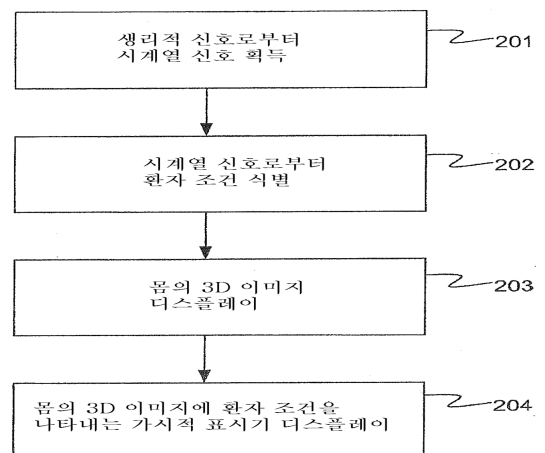 생리적 신호로부터
시계열 신호 획득
201
시계열 신호로부터
환자 조건 식별
202
몸의 3D 이미지
디스플레이
203
몸의 3D 이미지에 환자 조건을
나타내는 가시적 표시기 디스플레이
204